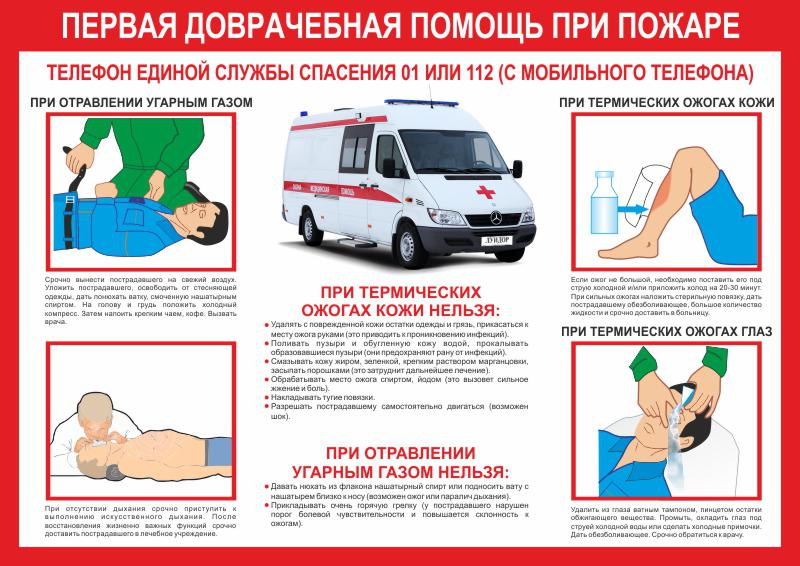 ПЕРВАЯ ДОВРАЧЕБНАЯ ПОМОЩЬ ПРИ ПОЖАРЕ
ТЕЛЕФОН ЕДИНОЙ СЛУЖБЫ СПАСЕНИЯ 01 ИЛИ 112 (С МОБИЛЬНОГО ТЕЛЕФОНА)
ПРИ ОТРАВЛЕНИИ УГАРНЫМ ГАЗОМ
Срочно вынести пострадавшего на свежий воздух.
Уложить пострадавшего, освободить от стесняющей
одежды, дать понюхать ватку, смоченную нашатырным
спиртом. На голову и грудь положить холодный
компресс. Затем напоить крепким чаем, кофе. Вызвать
врача.
При отсутствии дыхания срочно приступить к
выполнению искусственного дыхания. После
восстановления жизненно важных функций срочно
доставить пострадавшего в лечебное учреждение.
СКОРАЯ МЕДИЦИНСКАЯ ПОМОЩЬ
ЛУИДОР
ПРИ ТЕРМИЧЕСКИХ
ОЖОГАХ КОЖИ НЕЛЬЗЯ:
Удалять с поврежденной кожи остатки одежды и грязь, прикасаться к
месту ожога руками (это приводит к проникновению инфекций).
Поливать пузыри и обугленную кожу водой, прокалывать
образовавшиеся пузыри (они предохраняют рану от инфекций).
Смазывать кожу жиром, зеленкой, крепким раствором марганцовки,
засыпать порошками (это затруднит дальнейшее лечение).
Обрабатывать место ожога спиртом, йодом (это вызовет сильное
жжение и боль).
Накладывать тугие повязки.
Разрешать пострадавшему самостоятельно двигаться (возможен
шок).
ПРИ ОТРАВЛЕНИИ
УГАРНЫМ ГАЗОМ НЕЛЬЗЯ:
Давать нюхать из флакона нашатырный спирт или подносить вату с
нашатырем близко к носу (возможен ожог или паралич дыхания).
Прикладывать очень горячую грелку (у пострадавшего нарушен
порог болевой чувствительности и повышается склонность к
ожогам).
ПРИ ТЕРМИЧЕСКИХ ОЖОГАХ КОЖИ
Если ожог не большой, необходимо поставить его под
струю холодной и/или приложить холод на 20-30 минут.
При сильных ожогах наложить стерильную повязку, дать
пострадавшему обезболивающее, большое количество
жидкости и срочно доставить в больницу.
ПРИ ТЕРМИЧЕСКИХ ОЖОГАХ ГЛАЗ
Удалить из глаза ватным тампоном, пинцетом остатки
обжигающего вещества. Промыть, охладить глаз под
струей холодной воды или сделать холодные примочки.
Дать обезболивающее. Срочно обратиться к врачу.